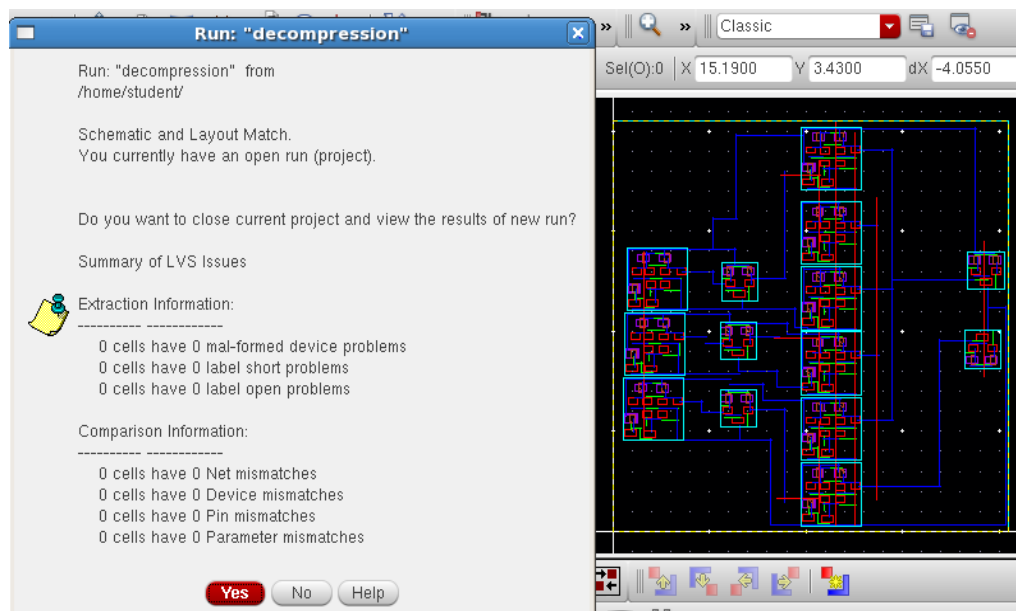 Run: "decompression"
Run: "decompression" from
/home/student/
Schematic and Layout Match.
You currently have an open run (project).
Do you want to close current project and view the results of new run?
Summary of LVS Issues
Extraction Information:
---------- ------------
0 cells have 0 mal-formed device problems
0 cells have 0 label short problems
0 cells have 0 label open problems
Comparison Information:
---------- ------------
0 cells have 0 Net mismatches
0 cells have 0 Device mismatches
0 cells have 0 Pin mismatches
0 cells have 0 Parameter mismatches
Yes No Help
» » Classic
Sel(O):0 X 15.1900 Y 3.4300 dX -4.0550